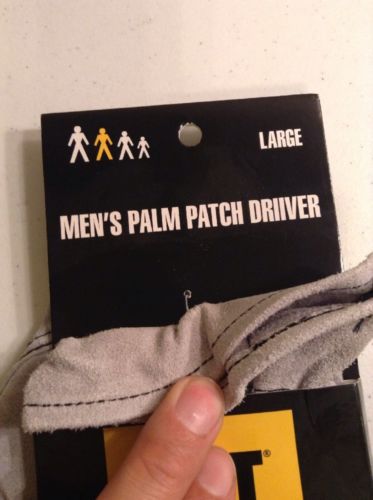 LARGE
MEN'S PALM PATCH DRIIVER
T®